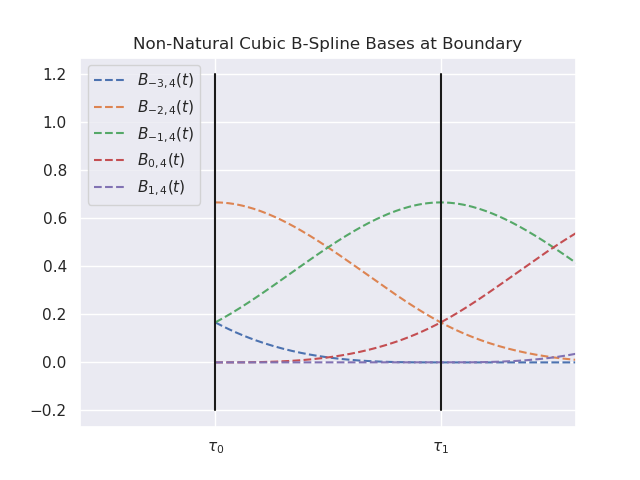 Non-Natural Cubic B-Spline Bases at Boundary
1.2
1.0
0.8
0.6
0.4
0.2
0.0
−0.2
B₋₃,₄(t)
B₋₂,₄(t)
B₋₁,₄(t)
B₀,₄(t)
B₁,₄(t)
τ₀ τ₁